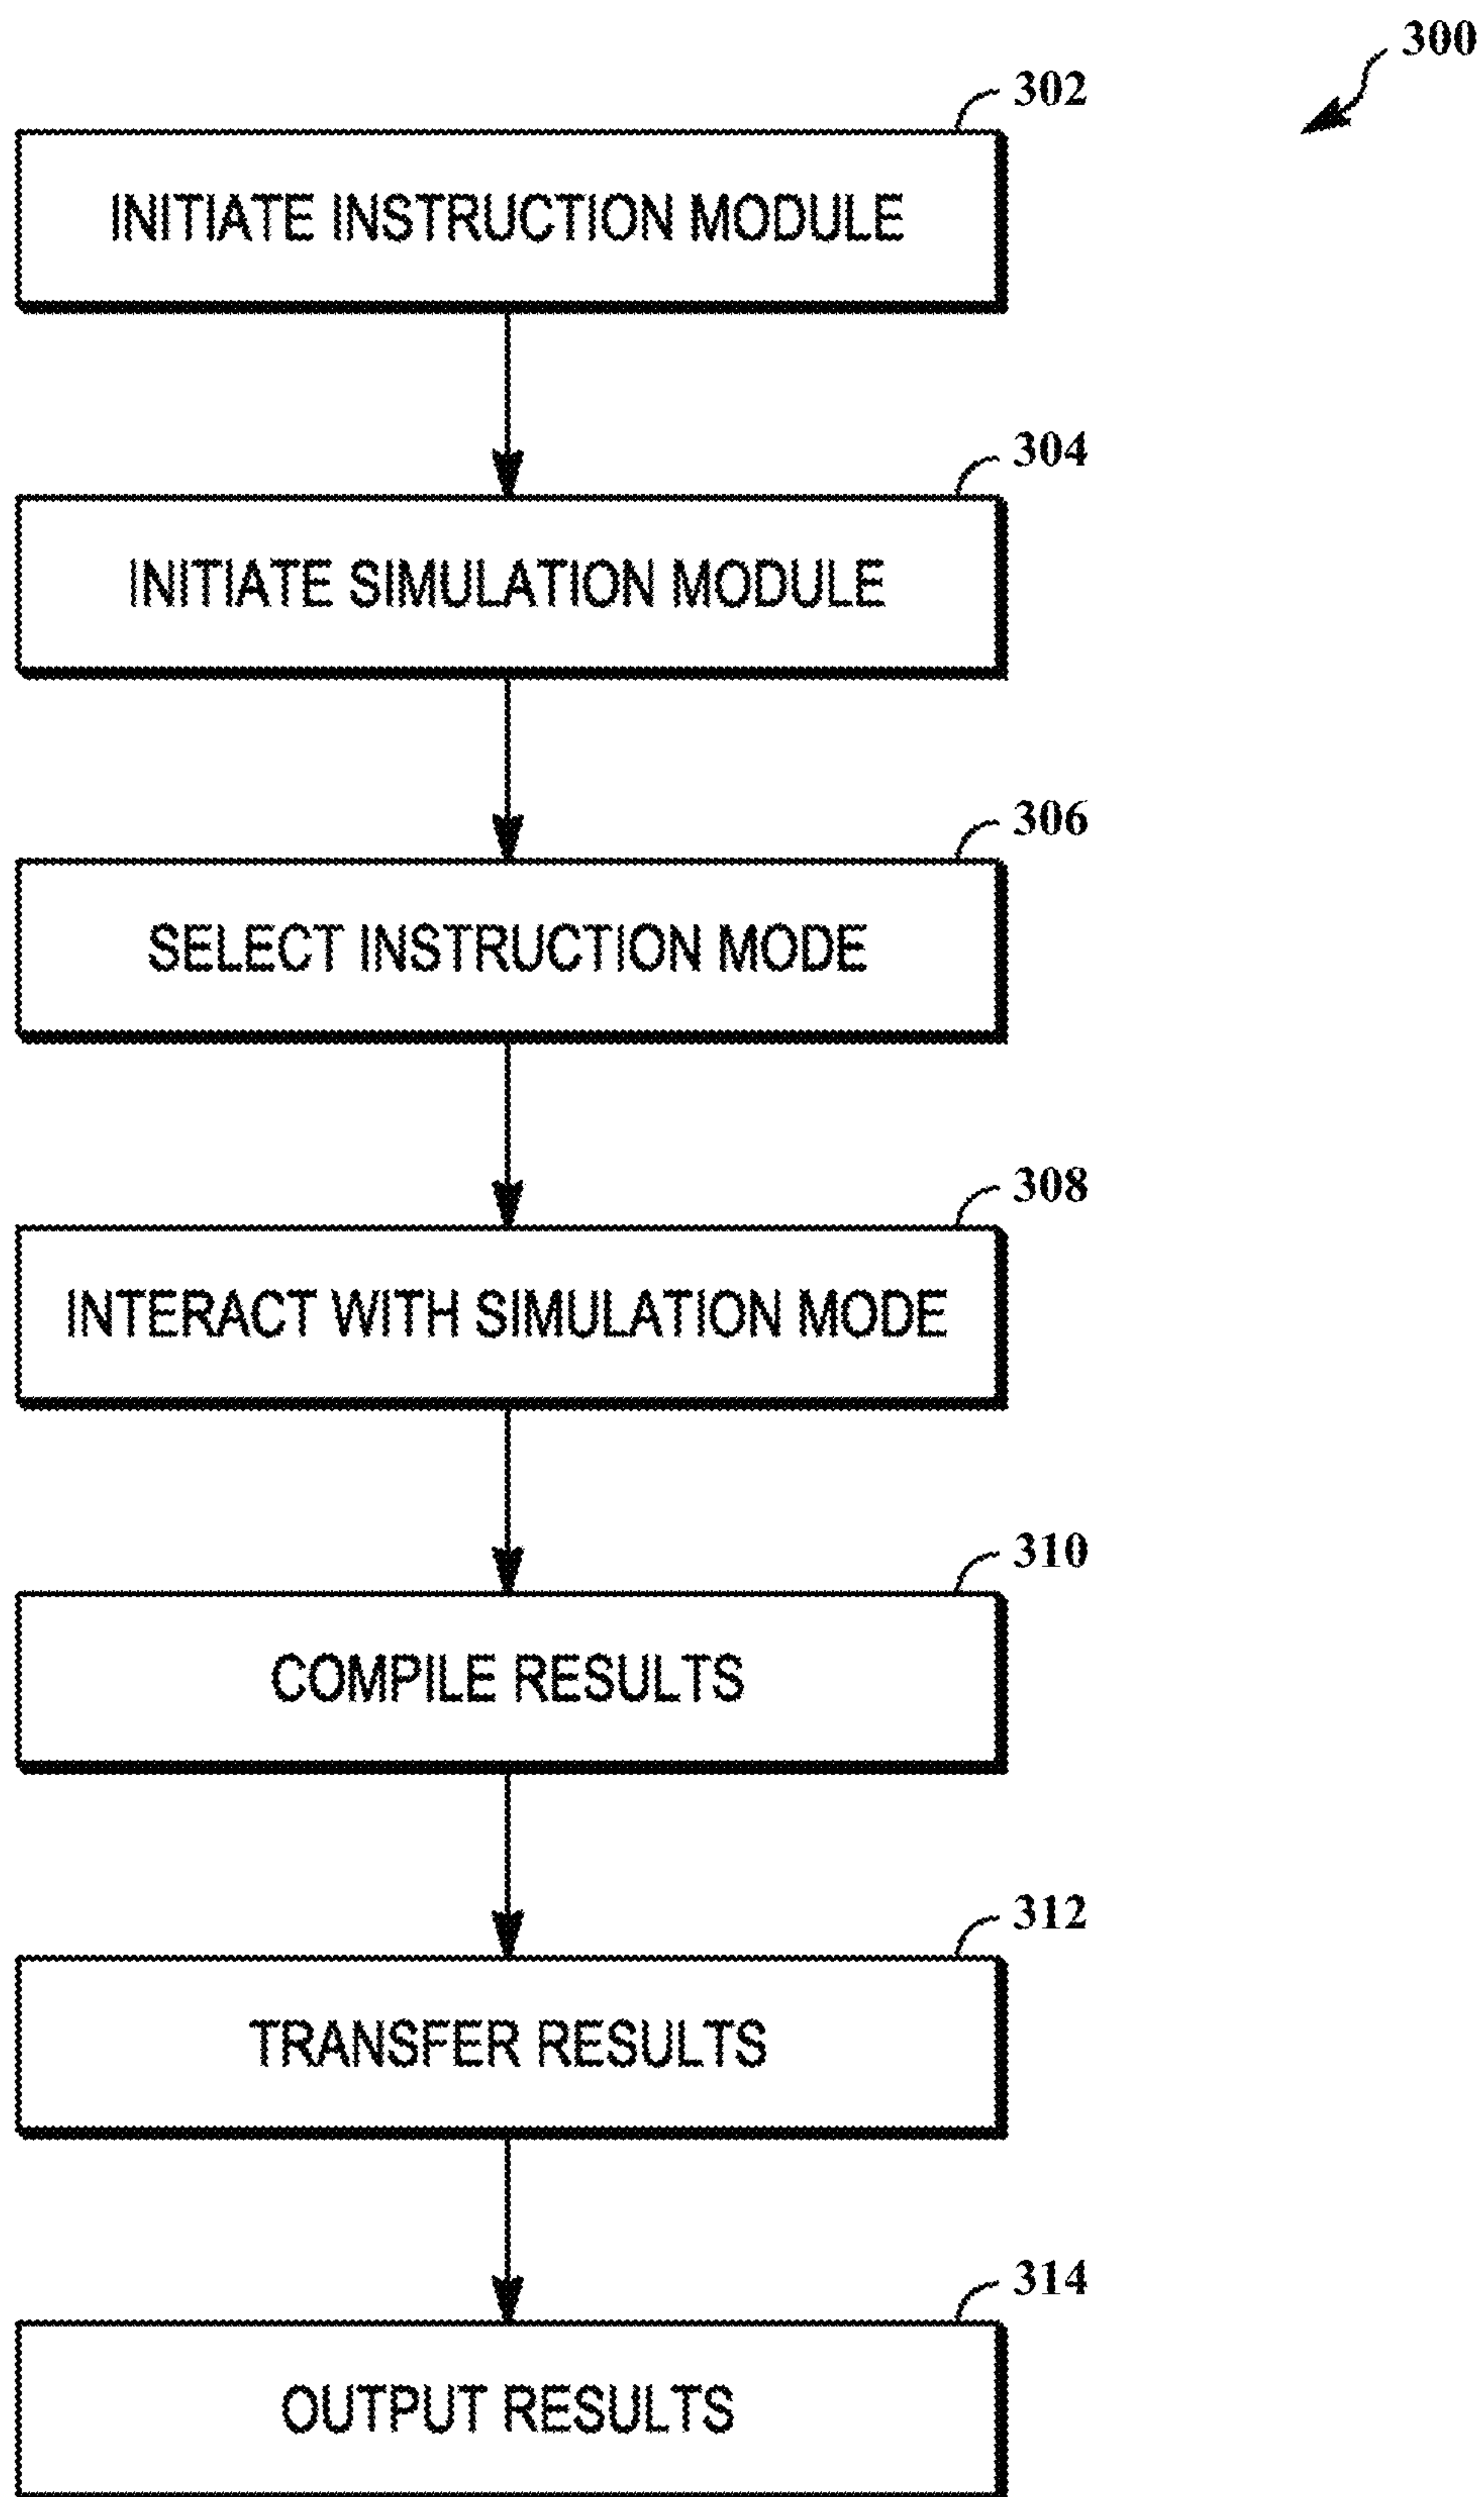 300
302
INITIATE INSTRUCTION MODULE
304
INITIATE SIMULATION MODULE
306
SELECT INSTRUCTION MODE
308
INTERACT WITH SIMULATION MODE
310
COMPILE RESULTS
312
TRANSFER RESULTS
314
OUTPUT RESULTS